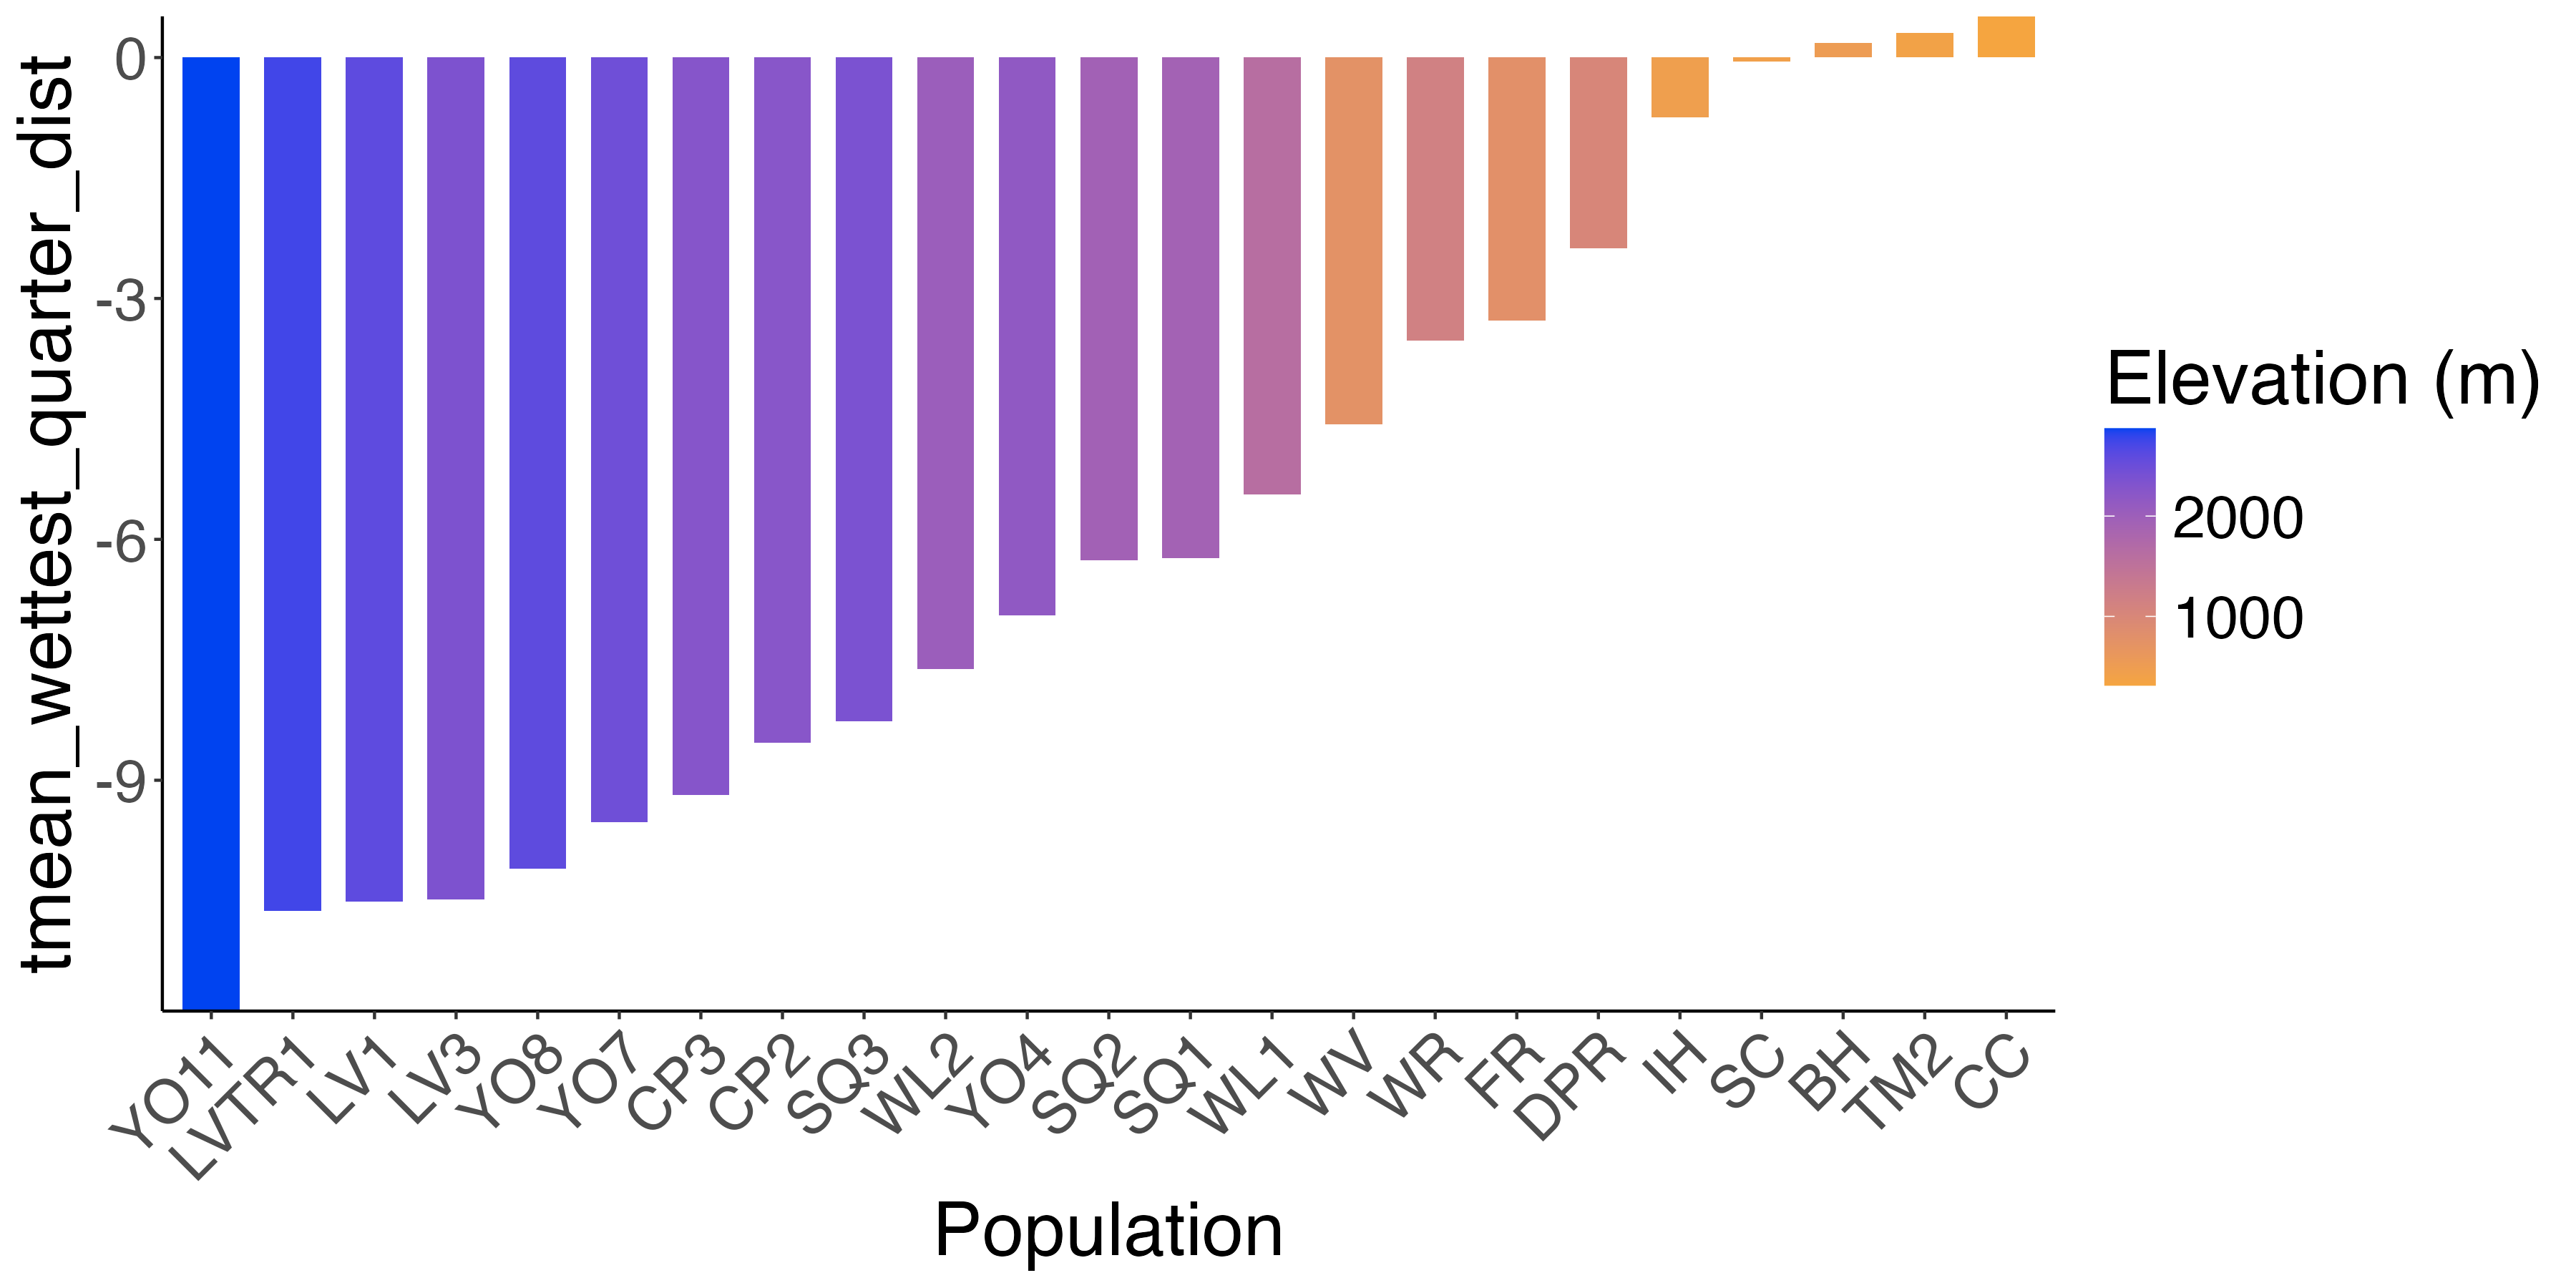 tmean_wettest_quarter_dist
0
-3
-6
-9
YO11
LVTR1
LV1
LV3
YO8
YO7
CP3
CP2
SQ3
WL2
YO4
SQ2
SQ1
WL1
WV
WR
FR
DPR
IH
SC
BH
TM2
CC
Population
Elevation (m)
2000
1000